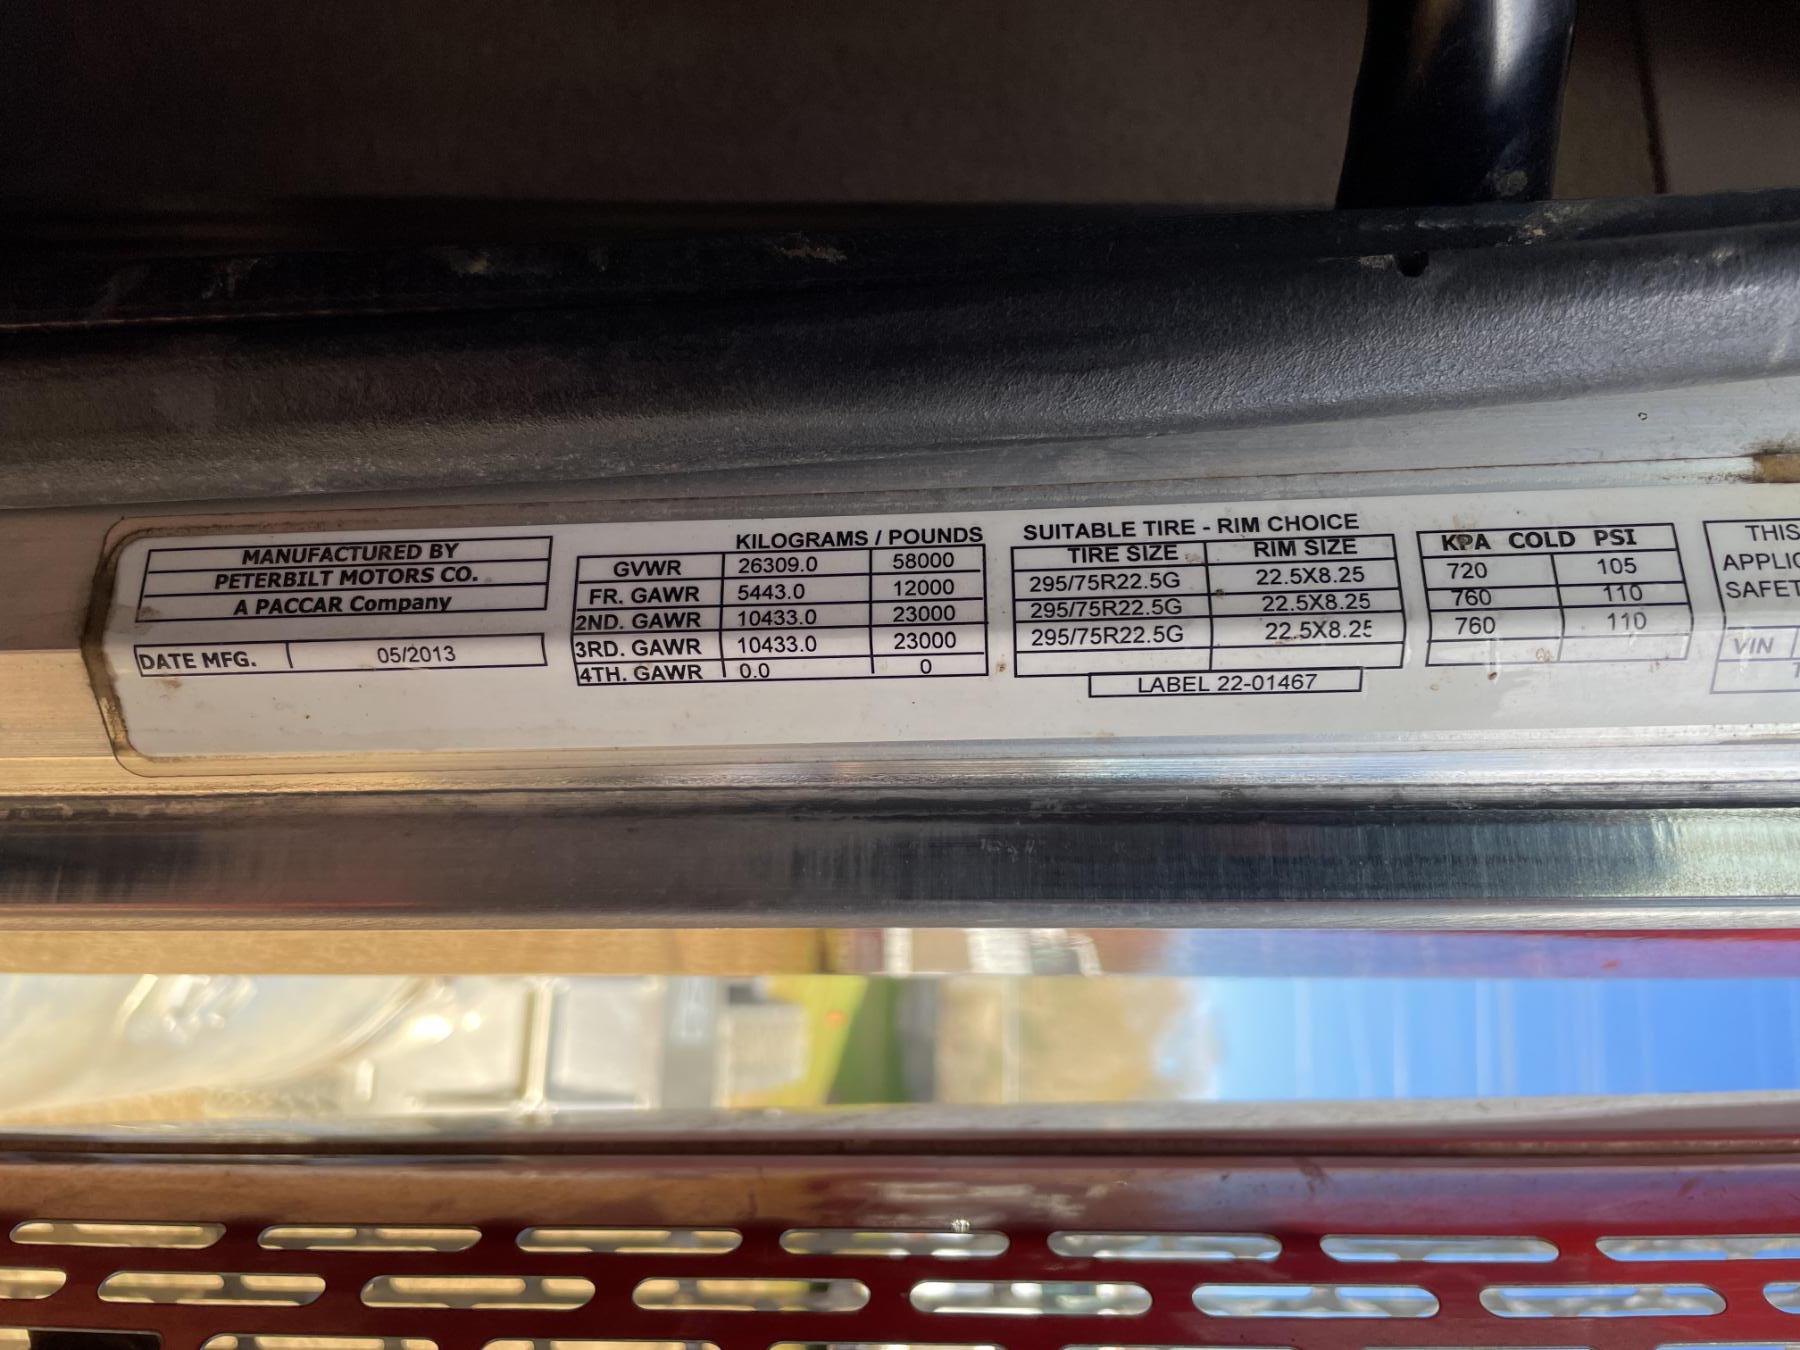 MANUFACTURED BY
PETERBILT MOTORS CO.
A PACCAR Company
DATE MFG. 05/2013
KILOGRAMS / POUNDS
GVWR 26309.0 58000
FR. GAWR 5443.0 12000
2ND. GAWR 10433.0 23000
3RD. GAWR 10433.0 23000
4TH. GAWR 0.0 0
SUITABLE TIRE - RIM CHOICE
TIRE SIZE RIM SIZE
295/75R22.5G 22.5X8.25
295/75R22.5G 22.5X8.25
295/75R22.5G 22.5X8.25
LABEL 22-01467
KPA COLD PSI
720 105
760 110
760 110
THIS
VIN